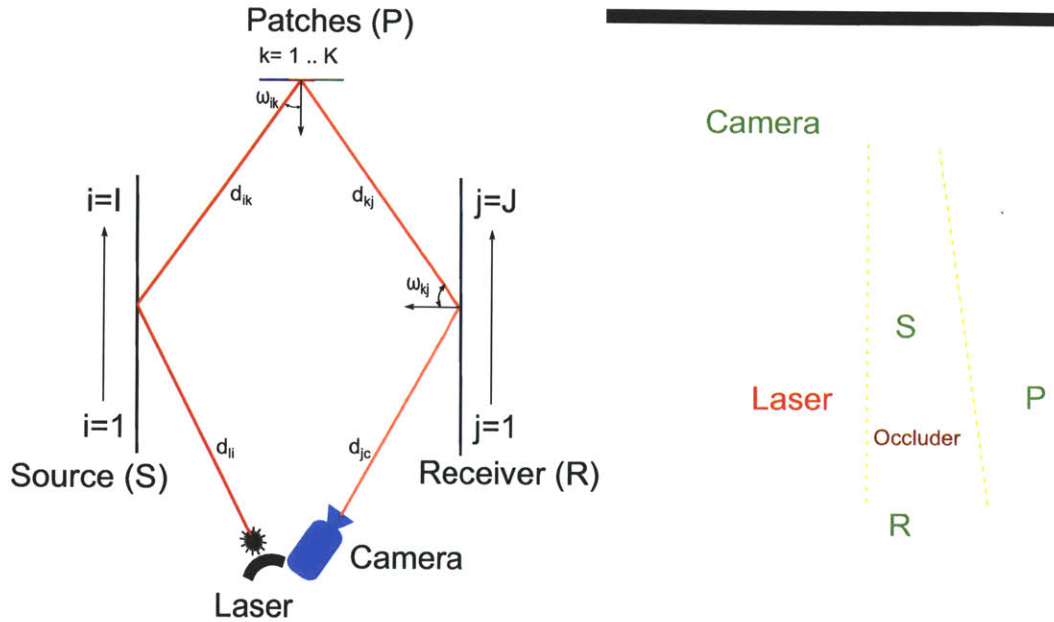 Patches (P)
k= 1 .. K
ω_ik
d_ik
d_kj
i=I
j=J
ω_kj
i=1
j=1
d_li
d_jc
Source (S)
Receiver (R)
Camera
Laser
Camera
S
Laser
P
Occluder
R